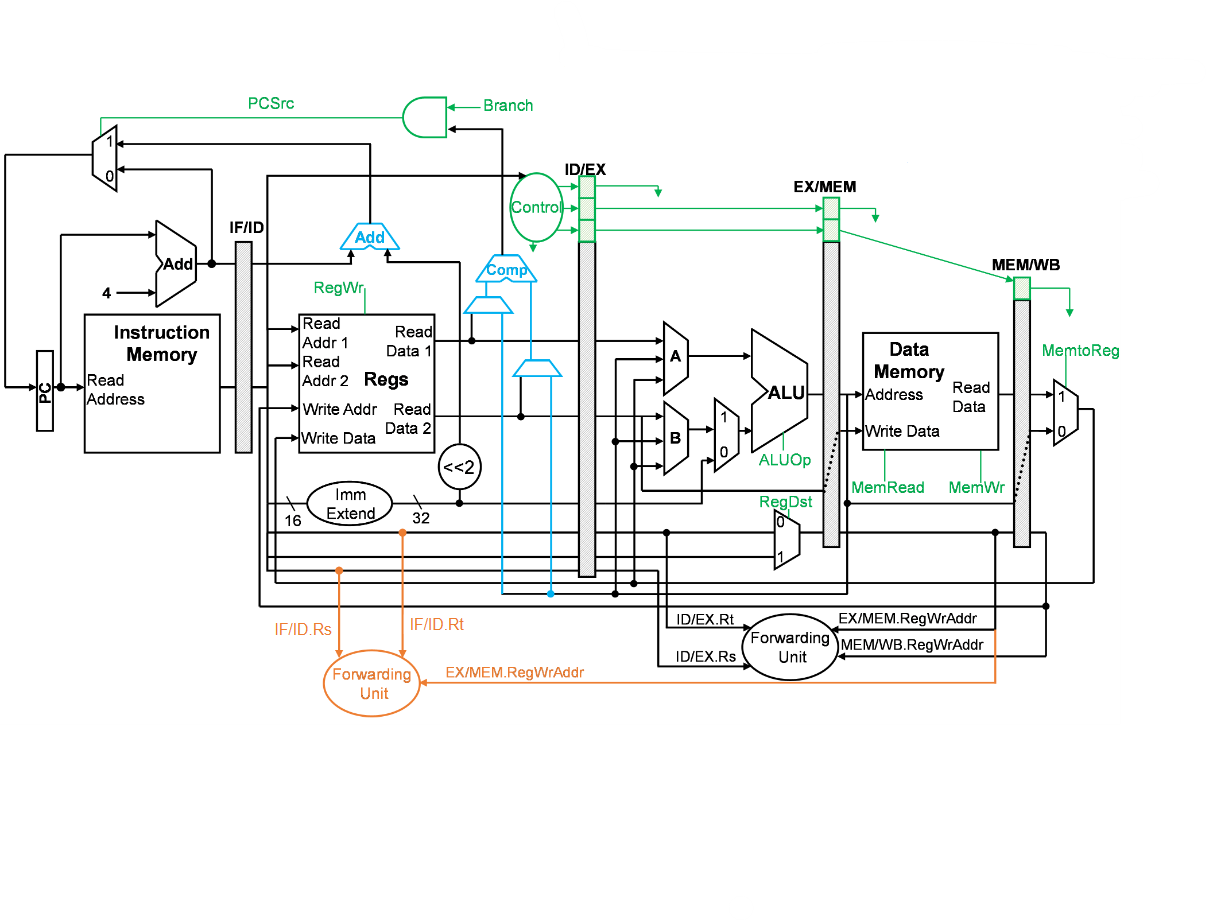 PCSrc
Branch
1
0
ID/EX
EX/MEM
Control
IF/ID
Add
Add
Comp
MEM/WB
4
RegWr
Instruction
Memory
Read
Addr 1
Read
Data 1
Read
Addr 2
Regs
Write Addr
Read
Data 2
Write Data
PC
Read
Address
A
B
1
0
ALU
ALUOp
Data
Memory
Address
Read
Data
Write Data
MemtoReg
1
0
MemRead
MemWr
<<2
Imm
Extend
16
32
RegDst
0
1
IF/ID.Rs
IF/ID.Rt
ID/EX.Rt
ID/EX.Rs
Forwarding
Unit
EX/MEM.RegWrAddr
MEM/WB.RegWrAddr
Forwarding
Unit
EX/MEM.RegWrAddr